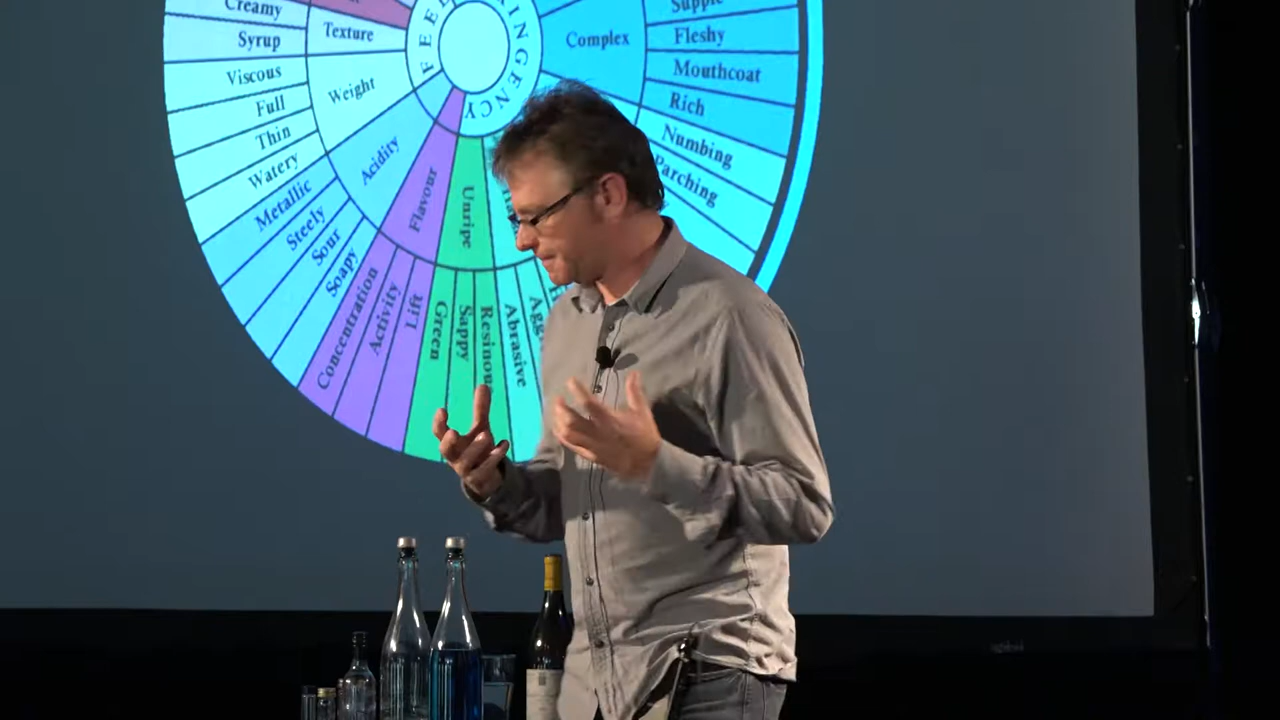 Creamy
Syrup
Viscous
Full
Thin
Watery
Metallic
Steely
Sour
Soapy
Concentration
Activity
Lift
Green
Sappy
Abrasive
Texture
Weight
Acidity
Flavour
Unripe
Complex
Supple
Fleshy
Mouthcoat
Rich
Numbing
Parching